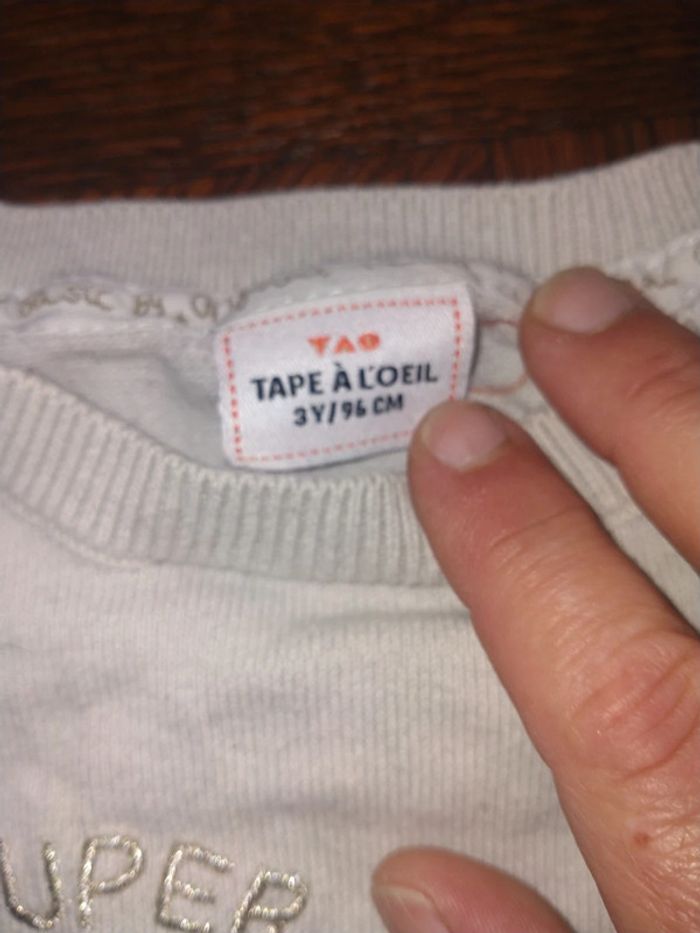 TAO
TAPE À L'OEIL
3Y/96 CM
UPER